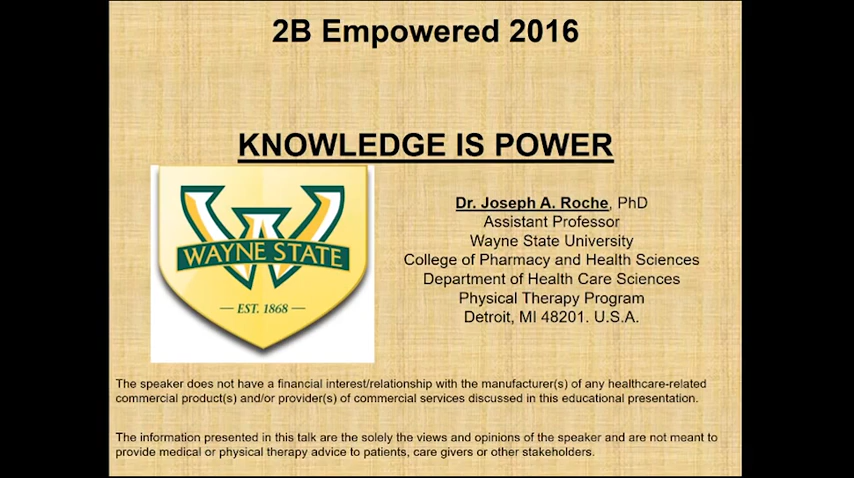 2B Empowered 2016
KNOWLEDGE IS POWER
WAYNE STATE
— EST. 1868 —
Dr. Joseph A. Roche, PhD
Assistant Professor
Wayne State University
College of Pharmacy and Health Sciences
Department of Health Care Sciences
Physical Therapy Program
Detroit, MI 48201. U.S.A.
The speaker does not have a financial interest/relationship with the manufacturer(s) of any healthcare-related
commercial product(s) and/or provider(s) of commercial services discussed in this educational presentation.
The information presented in this talk are the solely the views and opinions of the speaker and are not meant to
provide medical or physical therapy advice to patients, care givers or other stakeholders.